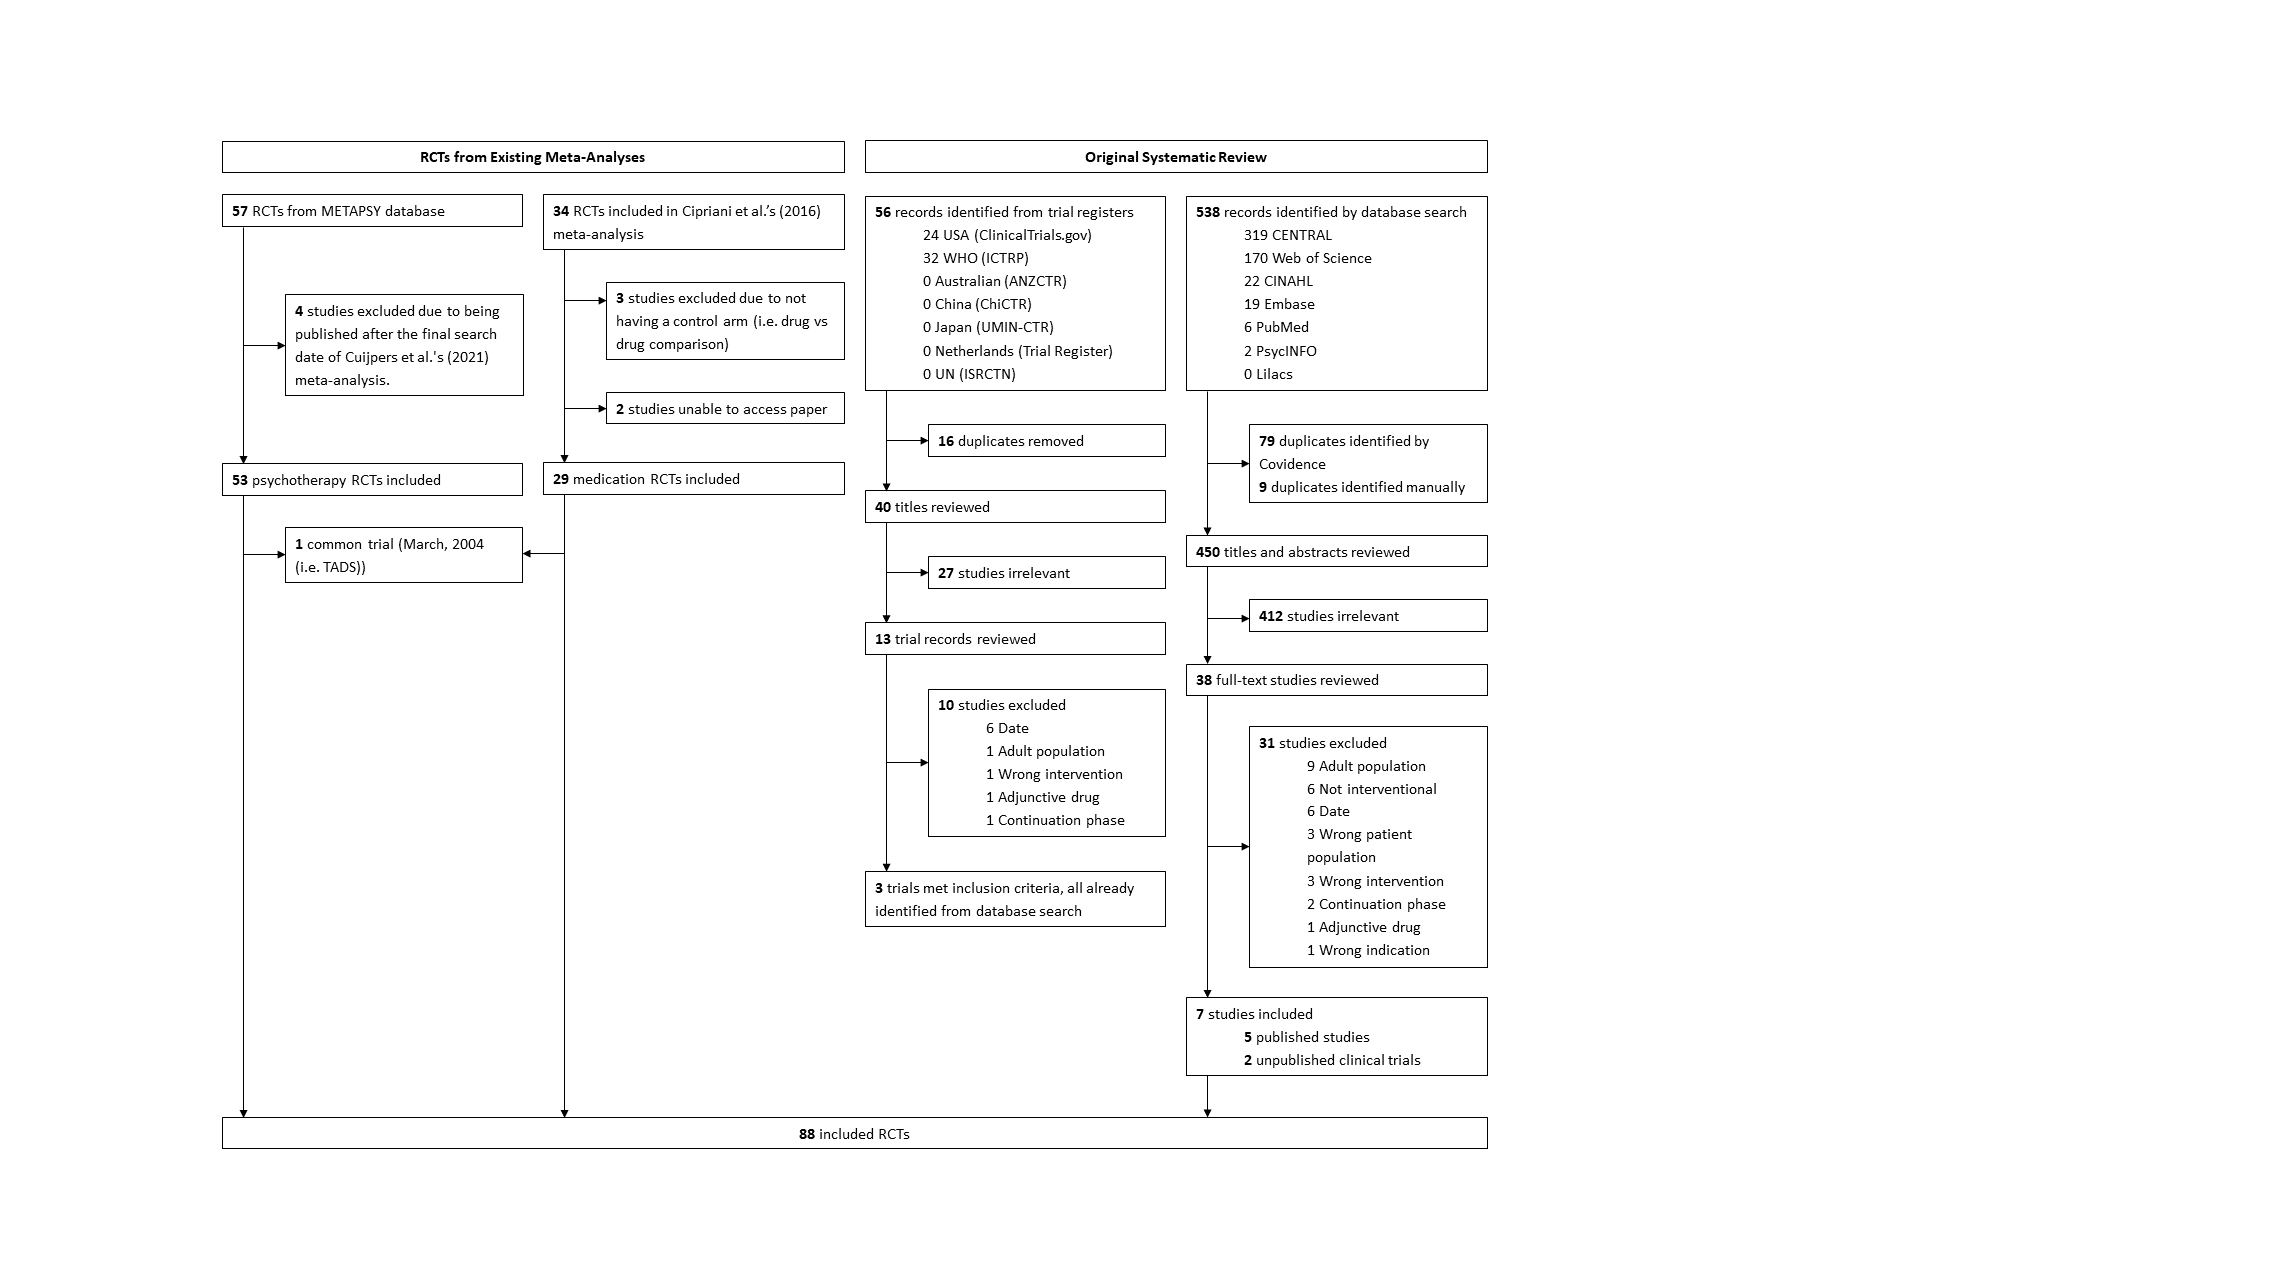 RCTs from Existing Meta-Analyses
57 RCTs from METAPSY database
4 studies excluded due to being
published after the final search
date of Cuijpers et al.'s (2021)
meta-analysis.
53 psychotherapy RCTs included
34 RCTs included in Cipriani et al.’s (2016)
meta-analysis
3 studies excluded due to not
having a control arm (i.e. drug vs
drug comparison)
2 studies unable to access paper
29 medication RCTs included
1 common trial (March, 2004
(i.e. TADS))
Original Systematic Review
56 records identified from trial registers
24 USA (ClinicalTrials.gov)
32 WHO (ICTRP)
0 Australian (ANZCTR)
0 China (ChiCTR)
0 Japan (UMIN-CTR)
0 Netherlands (Trial Register)
0 UN (ISRCTN)
16 duplicates removed
40 titles reviewed
27 studies irrelevant
13 trial records reviewed
10 studies excluded
6 Date
1 Adult population
1 Wrong intervention
1 Adjunctive drug
1 Continuation phase
3 trials met inclusion criteria, all already
identified from database search
538 records identified by database search
319 CENTRAL
170 Web of Science
22 CINAHL
19 Embase
6 PubMed
2 PsycINFO
0 Lilacs
79 duplicates identified by
Covidence
9 duplicates identified manually
450 titles and abstracts reviewed
412 studies irrelevant
38 full-text studies reviewed
31 studies excluded
9 Adult population
6 Not interventional
6 Date
3 Wrong patient
population
3 Wrong intervention
2 Continuation phase
1 Adjunctive drug
1 Wrong indication
7 studies included
5 published studies
2 unpublished clinical trials
88 included RCTs